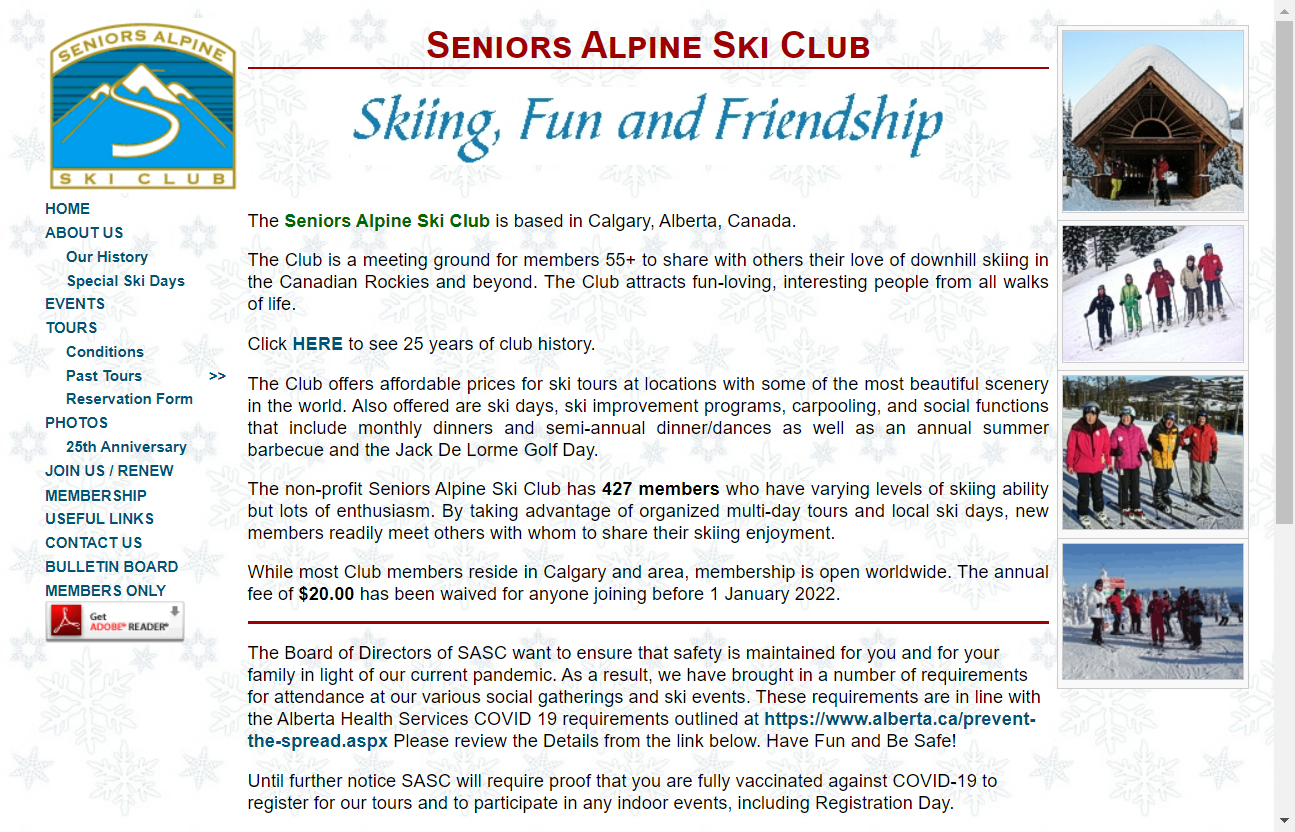 SENIORS ALPINE
SKI CLUB
HOME
ABOUT US
Our History
Special Ski Days
EVENTS
TOURS
Conditions
Past Tours >>
Reservation Form
PHOTOS
25th Anniversary
JOIN US / RENEW
MEMBERSHIP
USEFUL LINKS
CONTACT US
BULLETIN BOARD
MEMBERS ONLY
Get
ADOBE® READER®
SENIORS ALPINE SKI CLUB
Skiing, Fun and Friendship
The Seniors Alpine Ski Club is based in Calgary, Alberta, Canada.
The Club is a meeting ground for members 55+ to share with others their love of downhill skiing in
the Canadian Rockies and beyond. The Club attracts fun-loving, interesting people from all walks
of life.
Click HERE to see 25 years of club history.
The Club offers affordable prices for ski tours at locations with some of the most beautiful scenery
in the world. Also offered are ski days, ski improvement programs, carpooling, and social functions
that include monthly dinners and semi-annual dinner/dances as well as an annual summer
barbecue and the Jack De Lorme Golf Day.
The non-profit Seniors Alpine Ski Club has 427 members who have varying levels of skiing ability
but lots of enthusiasm. By taking advantage of organized multi-day tours and local ski days, new
members readily meet others with whom to share their skiing enjoyment.
While most Club members reside in Calgary and area, membership is open worldwide. The annual
fee of $20.00 has been waived for anyone joining before 1 January 2022.
The Board of Directors of SASC want to ensure that safety is maintained for you and for your
family in light of our current pandemic. As a result, we have brought in a number of requirements
for attendance at our various social gatherings and ski events. These requirements are in line with
the Alberta Health Services COVID 19 requirements outlined at https://www.alberta.ca/prevent-
the-spread.aspx Please review the Details from the link below. Have Fun and Be Safe!
Until further notice SASC will require proof that you are fully vaccinated against COVID-19 to
register for our tours and to participate in any indoor events, including Registration Day.